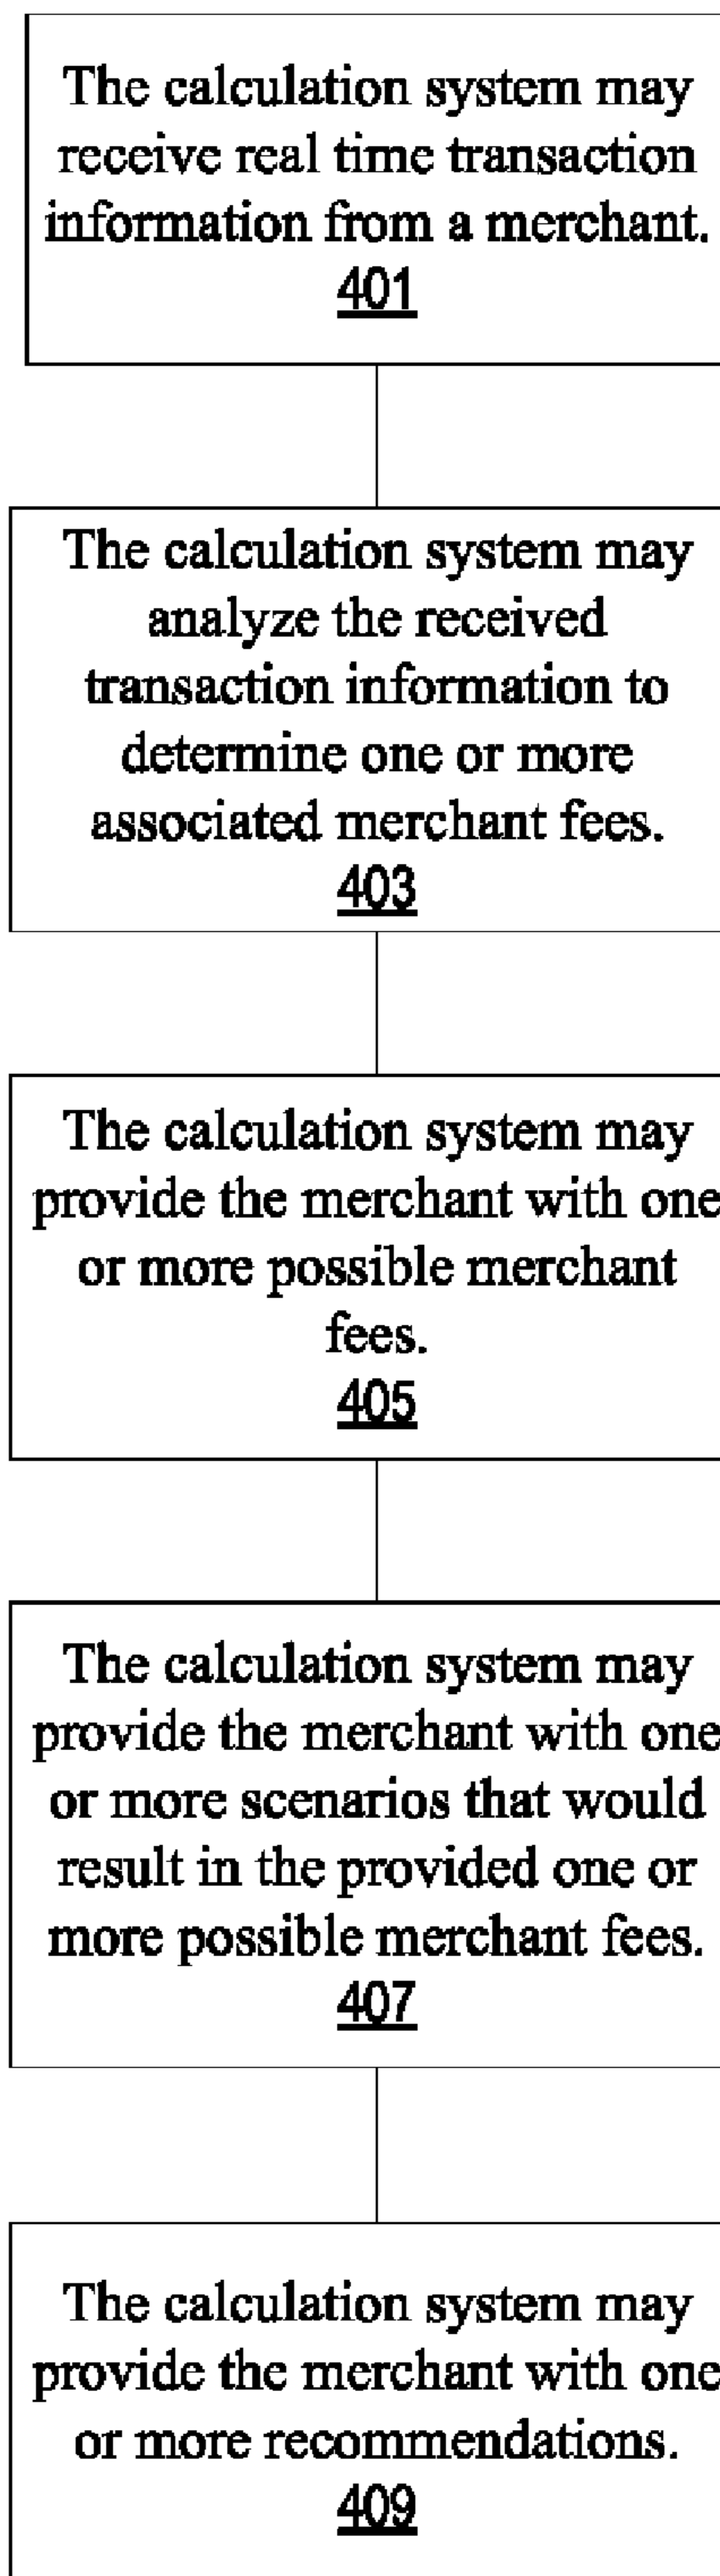 The calculation system may
receive real time transaction
information from a merchant.
401
The calculation system may
analyze the received
transaction information to
determine one or more
associated merchant fees.
403
The calculation system may
provide the merchant with one
or more possible merchant
fees.
405
The calculation system may
provide the merchant with one
or more scenarios that would
result in the provided one or
more possible merchant fees.
407
The calculation system may
provide the merchant with one
or more recommendations.
409